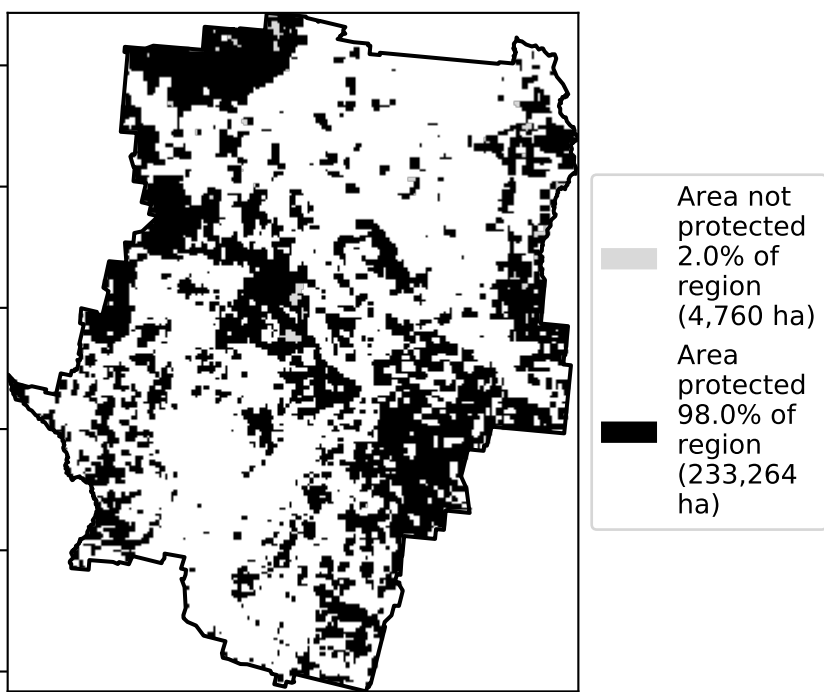 Area not
protected
2.0% of
region
(4,760 ha)
Area
protected
98.0% of
region
(233,264
ha)